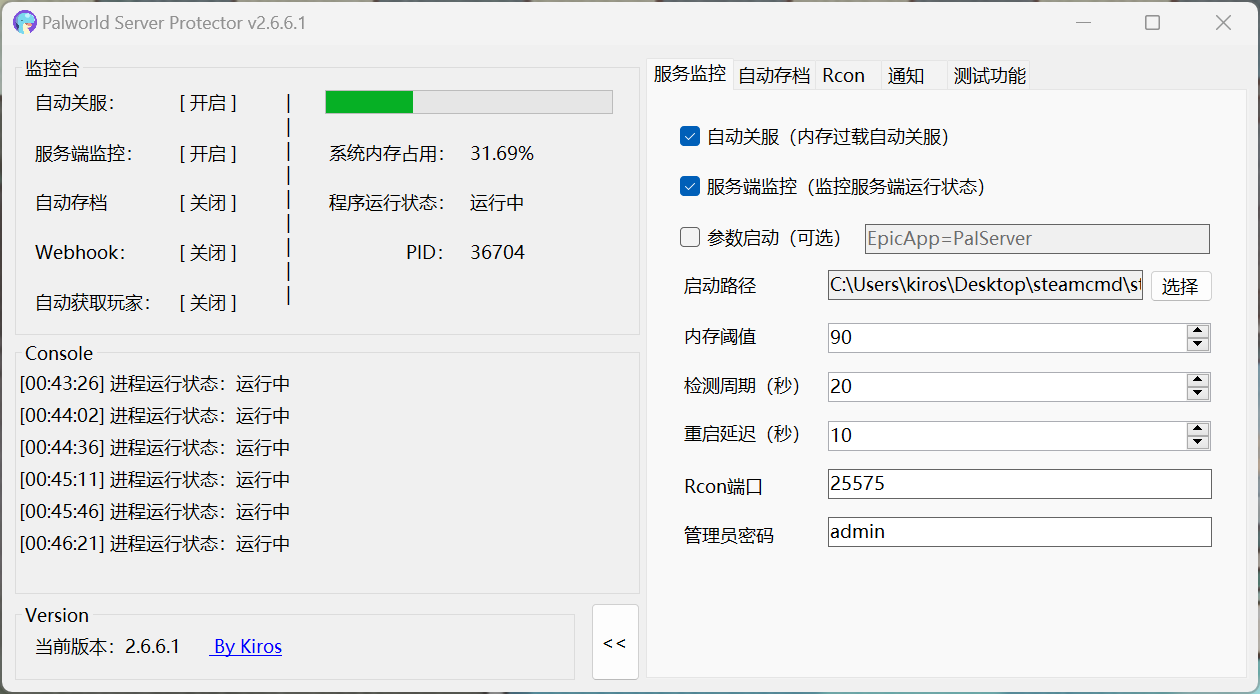 Palworld Server Protector v2.6.6.1
监控台
自动关服： [ 开启 ]
服务端监控： [ 开启 ] 系统内存占用： 31.69%
自动存档 [ 关闭 ] 程序运行状态： 运行中
Webhook： [ 关闭 ] PID： 36704
自动获取玩家： [ 关闭 ]
Console
[00:43:26] 进程运行状态：运行中
[00:44:02] 进程运行状态：运行中
[00:44:36] 进程运行状态：运行中
[00:45:11] 进程运行状态：运行中
[00:45:46] 进程运行状态：运行中
[00:46:21] 进程运行状态：运行中
Version
当前版本：2.6.6.1 By Kiros
<<
服务监控 自动存档 Rcon 通知 测试功能
自动关服（内存过载自动关服）
服务端监控（监控服务端运行状态）
参数启动（可选） EpicApp=PalServer
启动路径 C:\Users\kiros\Desktop\steamcmd\st 选择
内存阈值 90
检测周期（秒） 20
重启延迟（秒） 10
Rcon端口 25575
管理员密码 admin